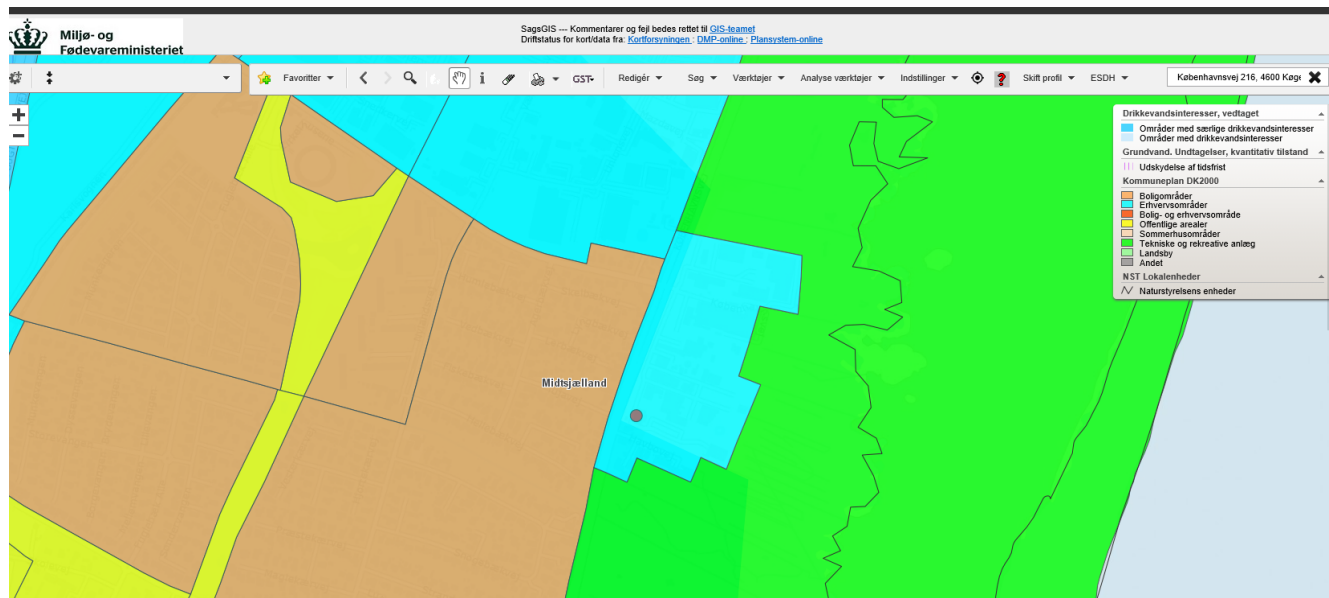 Miljø- og
Fødevareministeriet
SagsGIS --- Kommentarer og fejl bedes rettet til GIS-teamet
Driftstatus for kort/data fra: Kortforsyningen ; DMP-online ; Plansystem-online
Favoritter
i
GST
Redigér
Søg
Værktøjer
Analyse værktøjer
Indstillinger
?
Skift profil
ESDH
Københavnsvej 216, 4600 Køge
+
−
Drikkevandsinteresser, vedtaget
Områder med særlige drikkevandsinteresser
Områder med drikkevandsinteresser
Grundvand. Undtagelser, kvantitativ tilstand
Udskydelse af tidsfrist
Kommuneplan DK2000
Boligområder
Erhvervsområder
Bolig- og erhvervsområde
Offentlige arealer
Sommerhusområder
Tekniske og rekreative anlæg
Landsby
Andet
NST Lokalenheder
Naturstyrelsens enheder
Midtsjælland